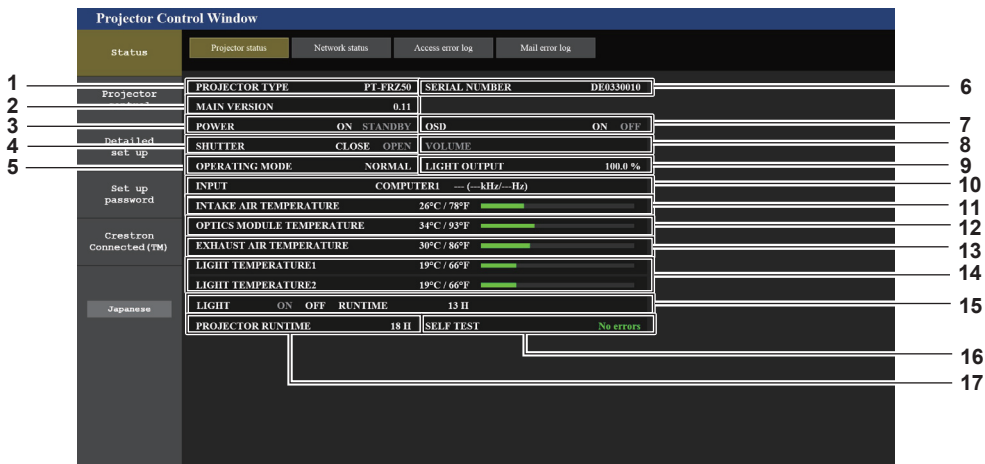 Projector Control Window
Status
Projector status Network status Access error log Mail error log
Projector
Detailed
set up
Set up
password
Crestron
Connected(TM)
Japanese
1 PROJECTOR TYPE PT-FRZ50 SERIAL NUMBER DE0330010 6
2 MAIN VERSION 0.11
3 POWER ON STANDBY OSD ON OFF 7
4 SHUTTER CLOSE OPEN VOLUME 8
5 OPERATING MODE NORMAL LIGHT OUTPUT 100.0 % 9
INPUT COMPUTER1 --- (---kHz/---Hz) 10
INTAKE AIR TEMPERATURE 26°C / 78°F 11
OPTICS MODULE TEMPERATURE 34°C / 93°F 12
EXHAUST AIR TEMPERATURE 30°C / 86°F 13
LIGHT TEMPERATURE1 19°C / 66°F 14
LIGHT TEMPERATURE2 19°C / 66°F
LIGHT ON OFF RUNTIME 13 H 15
PROJECTOR RUNTIME 18 H SELF TEST No errors
16
17